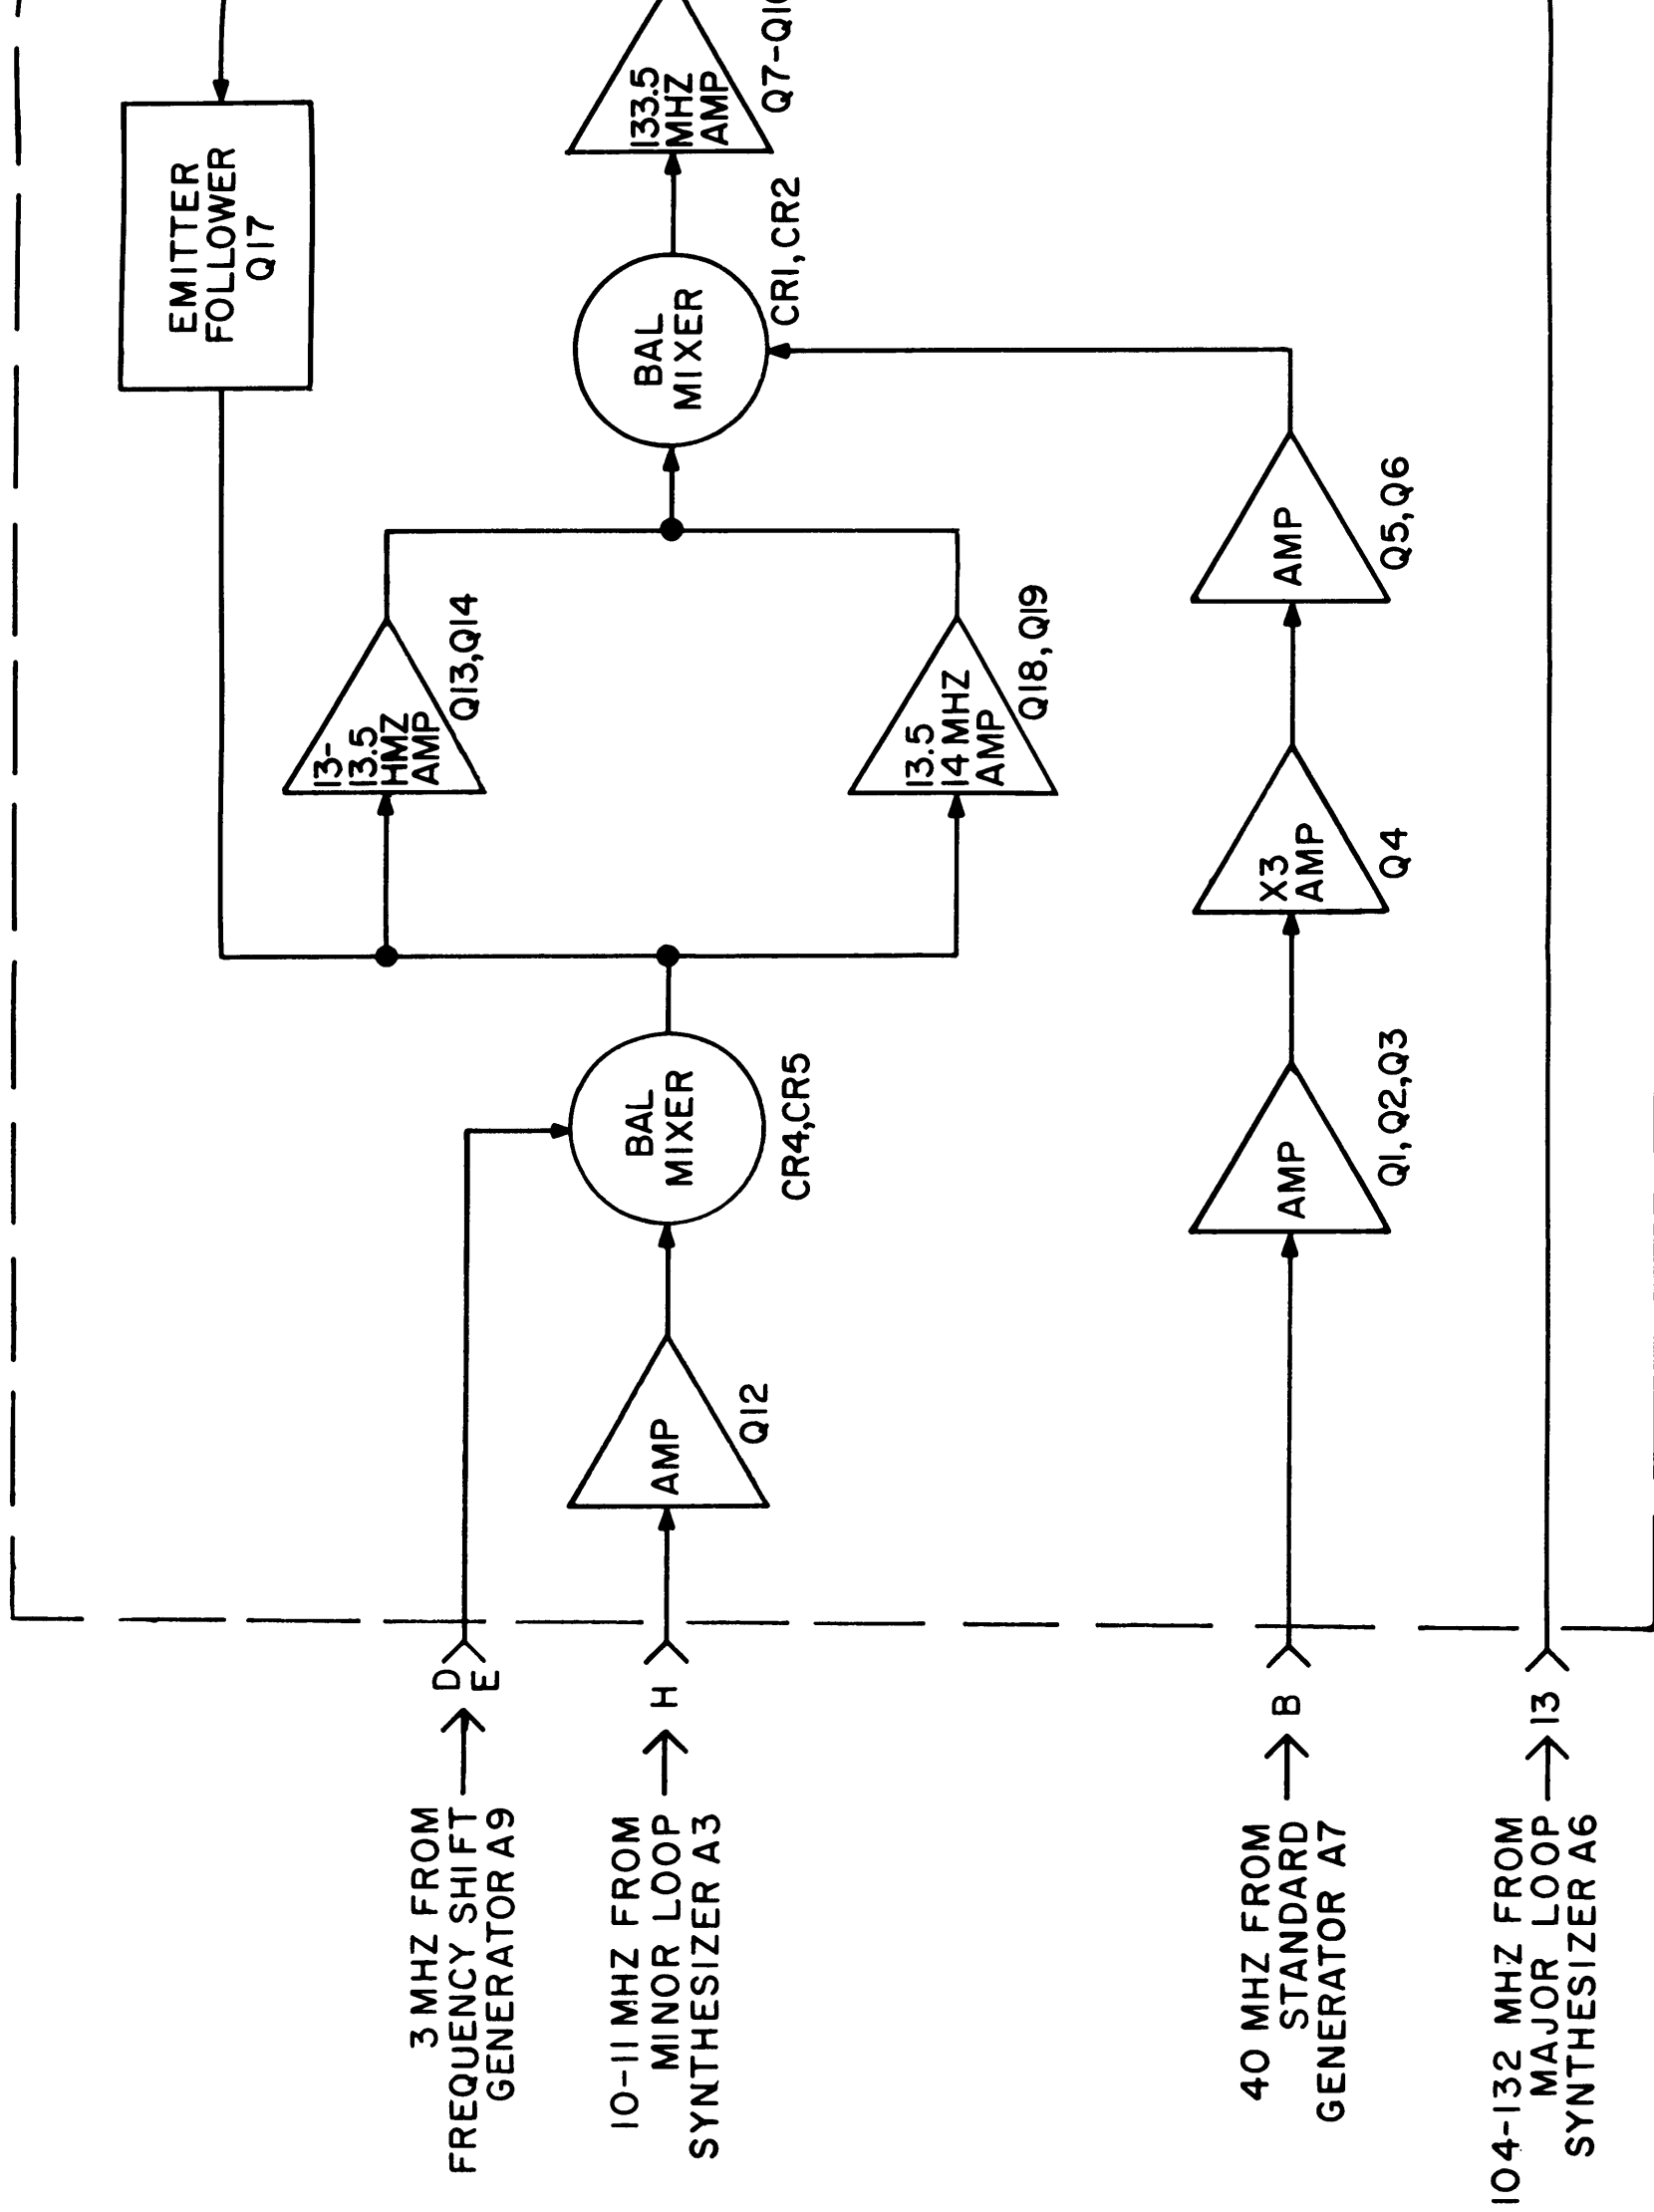 3 MHZ FROM
FREQUENCY SHIFT
GENERATOR A9
D
E
10-11 MHZ FROM
MINOR LOOP
SYNTHESIZER A3
H
AMP
Q12
BAL
MIXER
CR4,CR5
EMITTER
FOLLOWER
Q17
13-
13.5
HMZ
AMP
Q13,Q14
13.5
14 MHZ
AMP
Q18,Q19
BAL
MIXER
CR1,CR2
133.5
MHZ
AMP
40 MHZ FROM
STANDARD
GENERATOR A7
B
AMP
Q1,Q2,Q3
X3
AMP
Q4
AMP
Q5,Q6
104-132 MHZ FROM
MAJOR LOOP
SYNTHESIZER A6
13